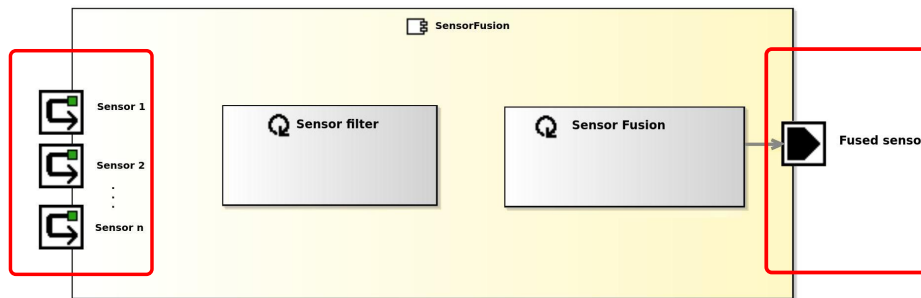 SensorFusion
Sensor 1
Sensor 2
Sensor n
Sensor filter
Sensor Fusion
Fused senso